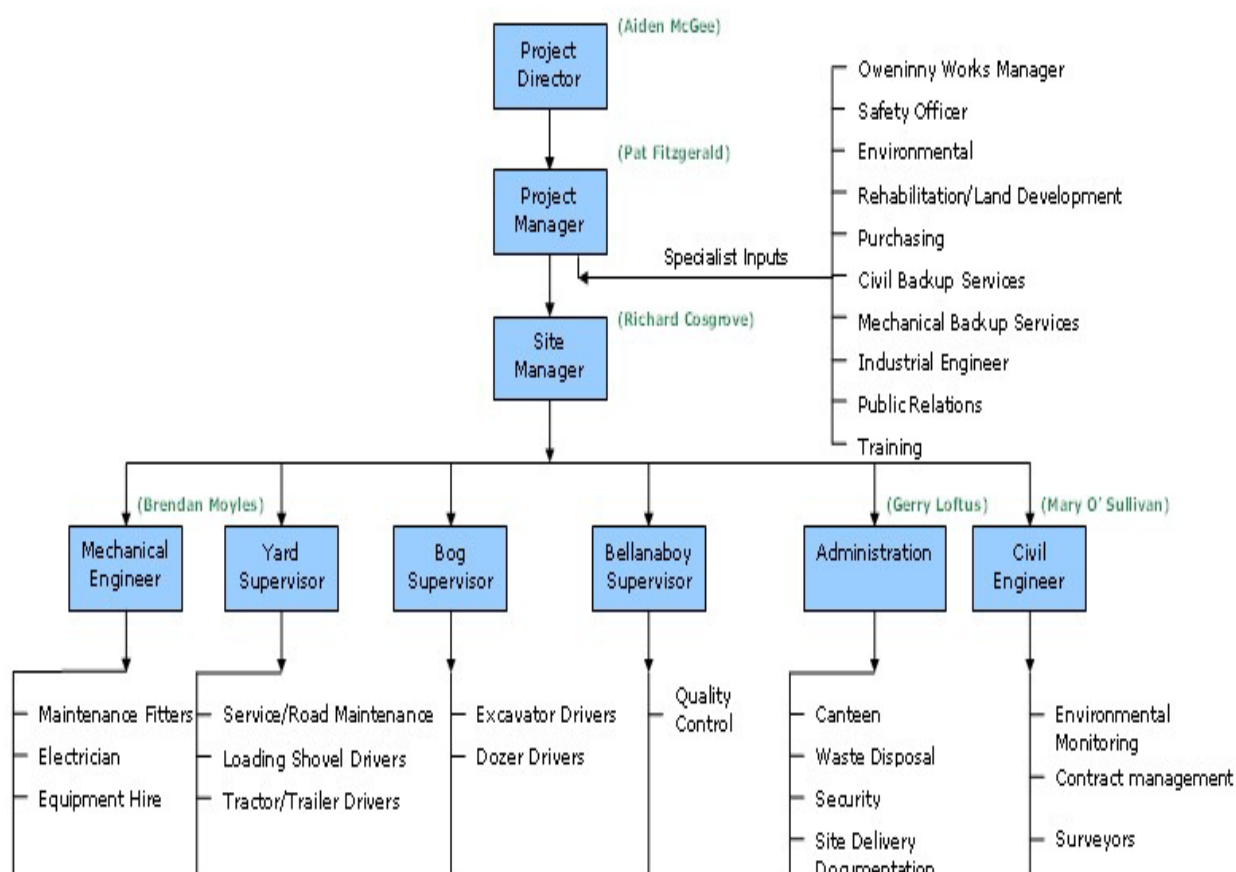 (Aiden McGee)
Project
Director
(Pat Fitzgerald)
Project
Manager
Specialist Inputs
Oweninny Works Manager
Safety Officer
Environmental
Rehabilitation/Land Development
Purchasing
Civil Backup Services
Mechanical Backup Services
Industrial Engineer
Public Relations
Training
(Richard Cosgrove)
Site
Manager
(Brendan Moyles)
(Gerry Loftus)
(Mary O' Sullivan)
Mechanical
Engineer
Yard
Supervisor
Bog
Supervisor
Bellanaboy
Supervisor
Administration
Civil
Engineer
Maintenance Fitters
Electrician
Equipment Hire
Service/Road Maintenance
Loading Shovel Drivers
Tractor/Trailer Drivers
Excavator Drivers
Dozer Drivers
Quality
Control
Canteen
Waste Disposal
Security
Site Delivery
Documentation
Environmental
Monitoring
Contract management
Surveyors